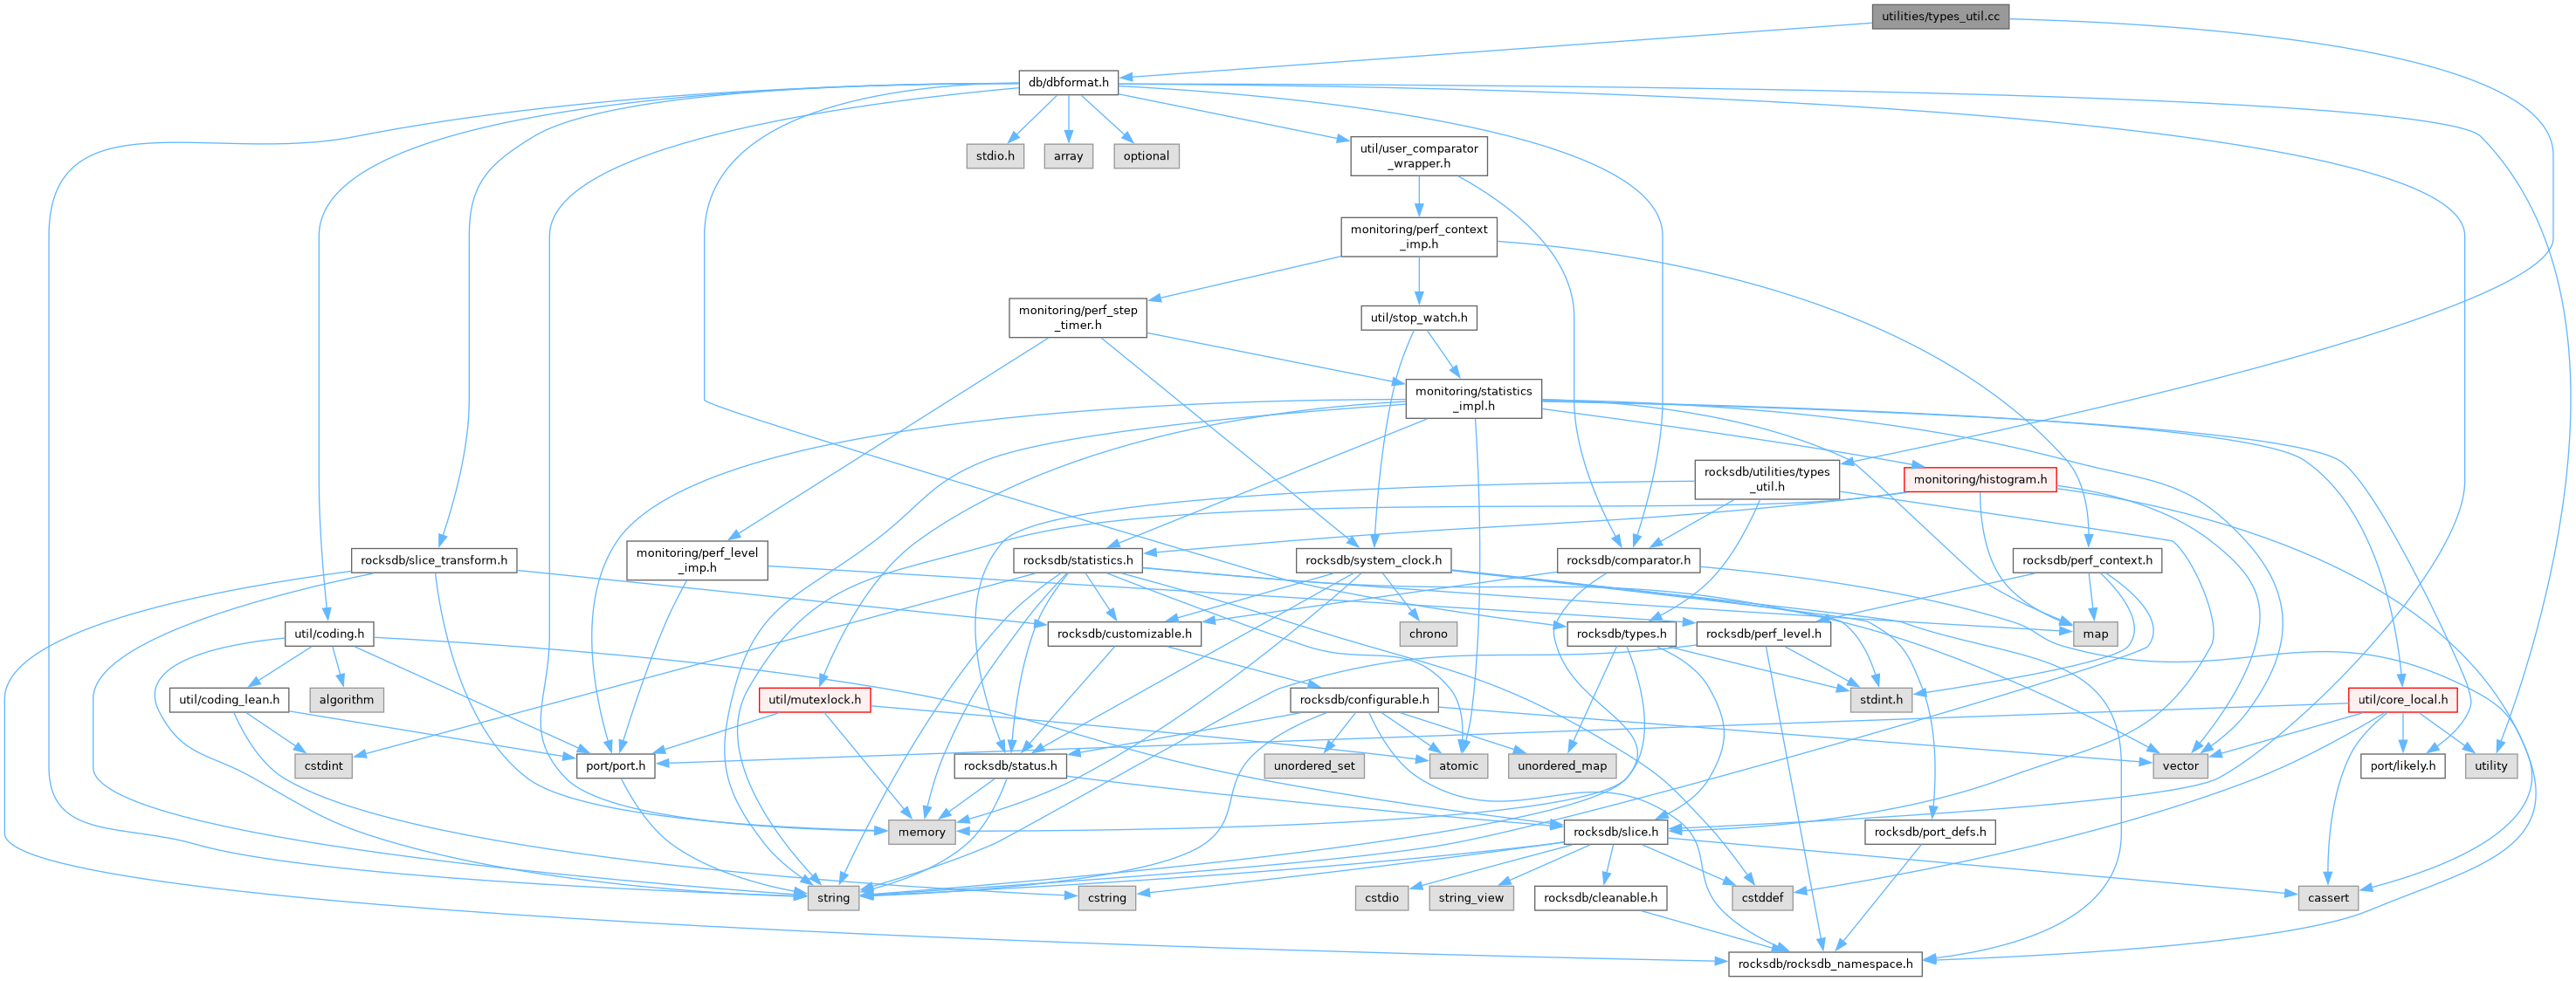 utilities/types_util.cc
db/dbformat.h
stdio.h
array
optional
util/user_comparator
_wrapper.h
monitoring/perf_context
_imp.h
monitoring/perf_step
_timer.h
util/stop_watch.h
monitoring/statistics
_impl.h
rocksdb/utilities/types
_util.h
monitoring/histogram.h
rocksdb/slice_transform.h
monitoring/perf_level
_imp.h
rocksdb/statistics.h
rocksdb/system_clock.h
rocksdb/comparator.h
rocksdb/perf_context.h
util/coding.h
rocksdb/customizable.h
chrono
rocksdb/types.h
rocksdb/perf_level.h
map
util/coding_lean.h
algorithm
util/mutexlock.h
rocksdb/configurable.h
stdint.h
util/core_local.h
cstdint
port/port.h
rocksdb/status.h
unordered_set
atomic
unordered_map
vector
port/likely.h
utility
memory
rocksdb/slice.h
rocksdb/port_defs.h
string
cstring
cstdio
string_view
rocksdb/cleanable.h
cstddef
cassert
rocksdb/rocksdb_namespace.h